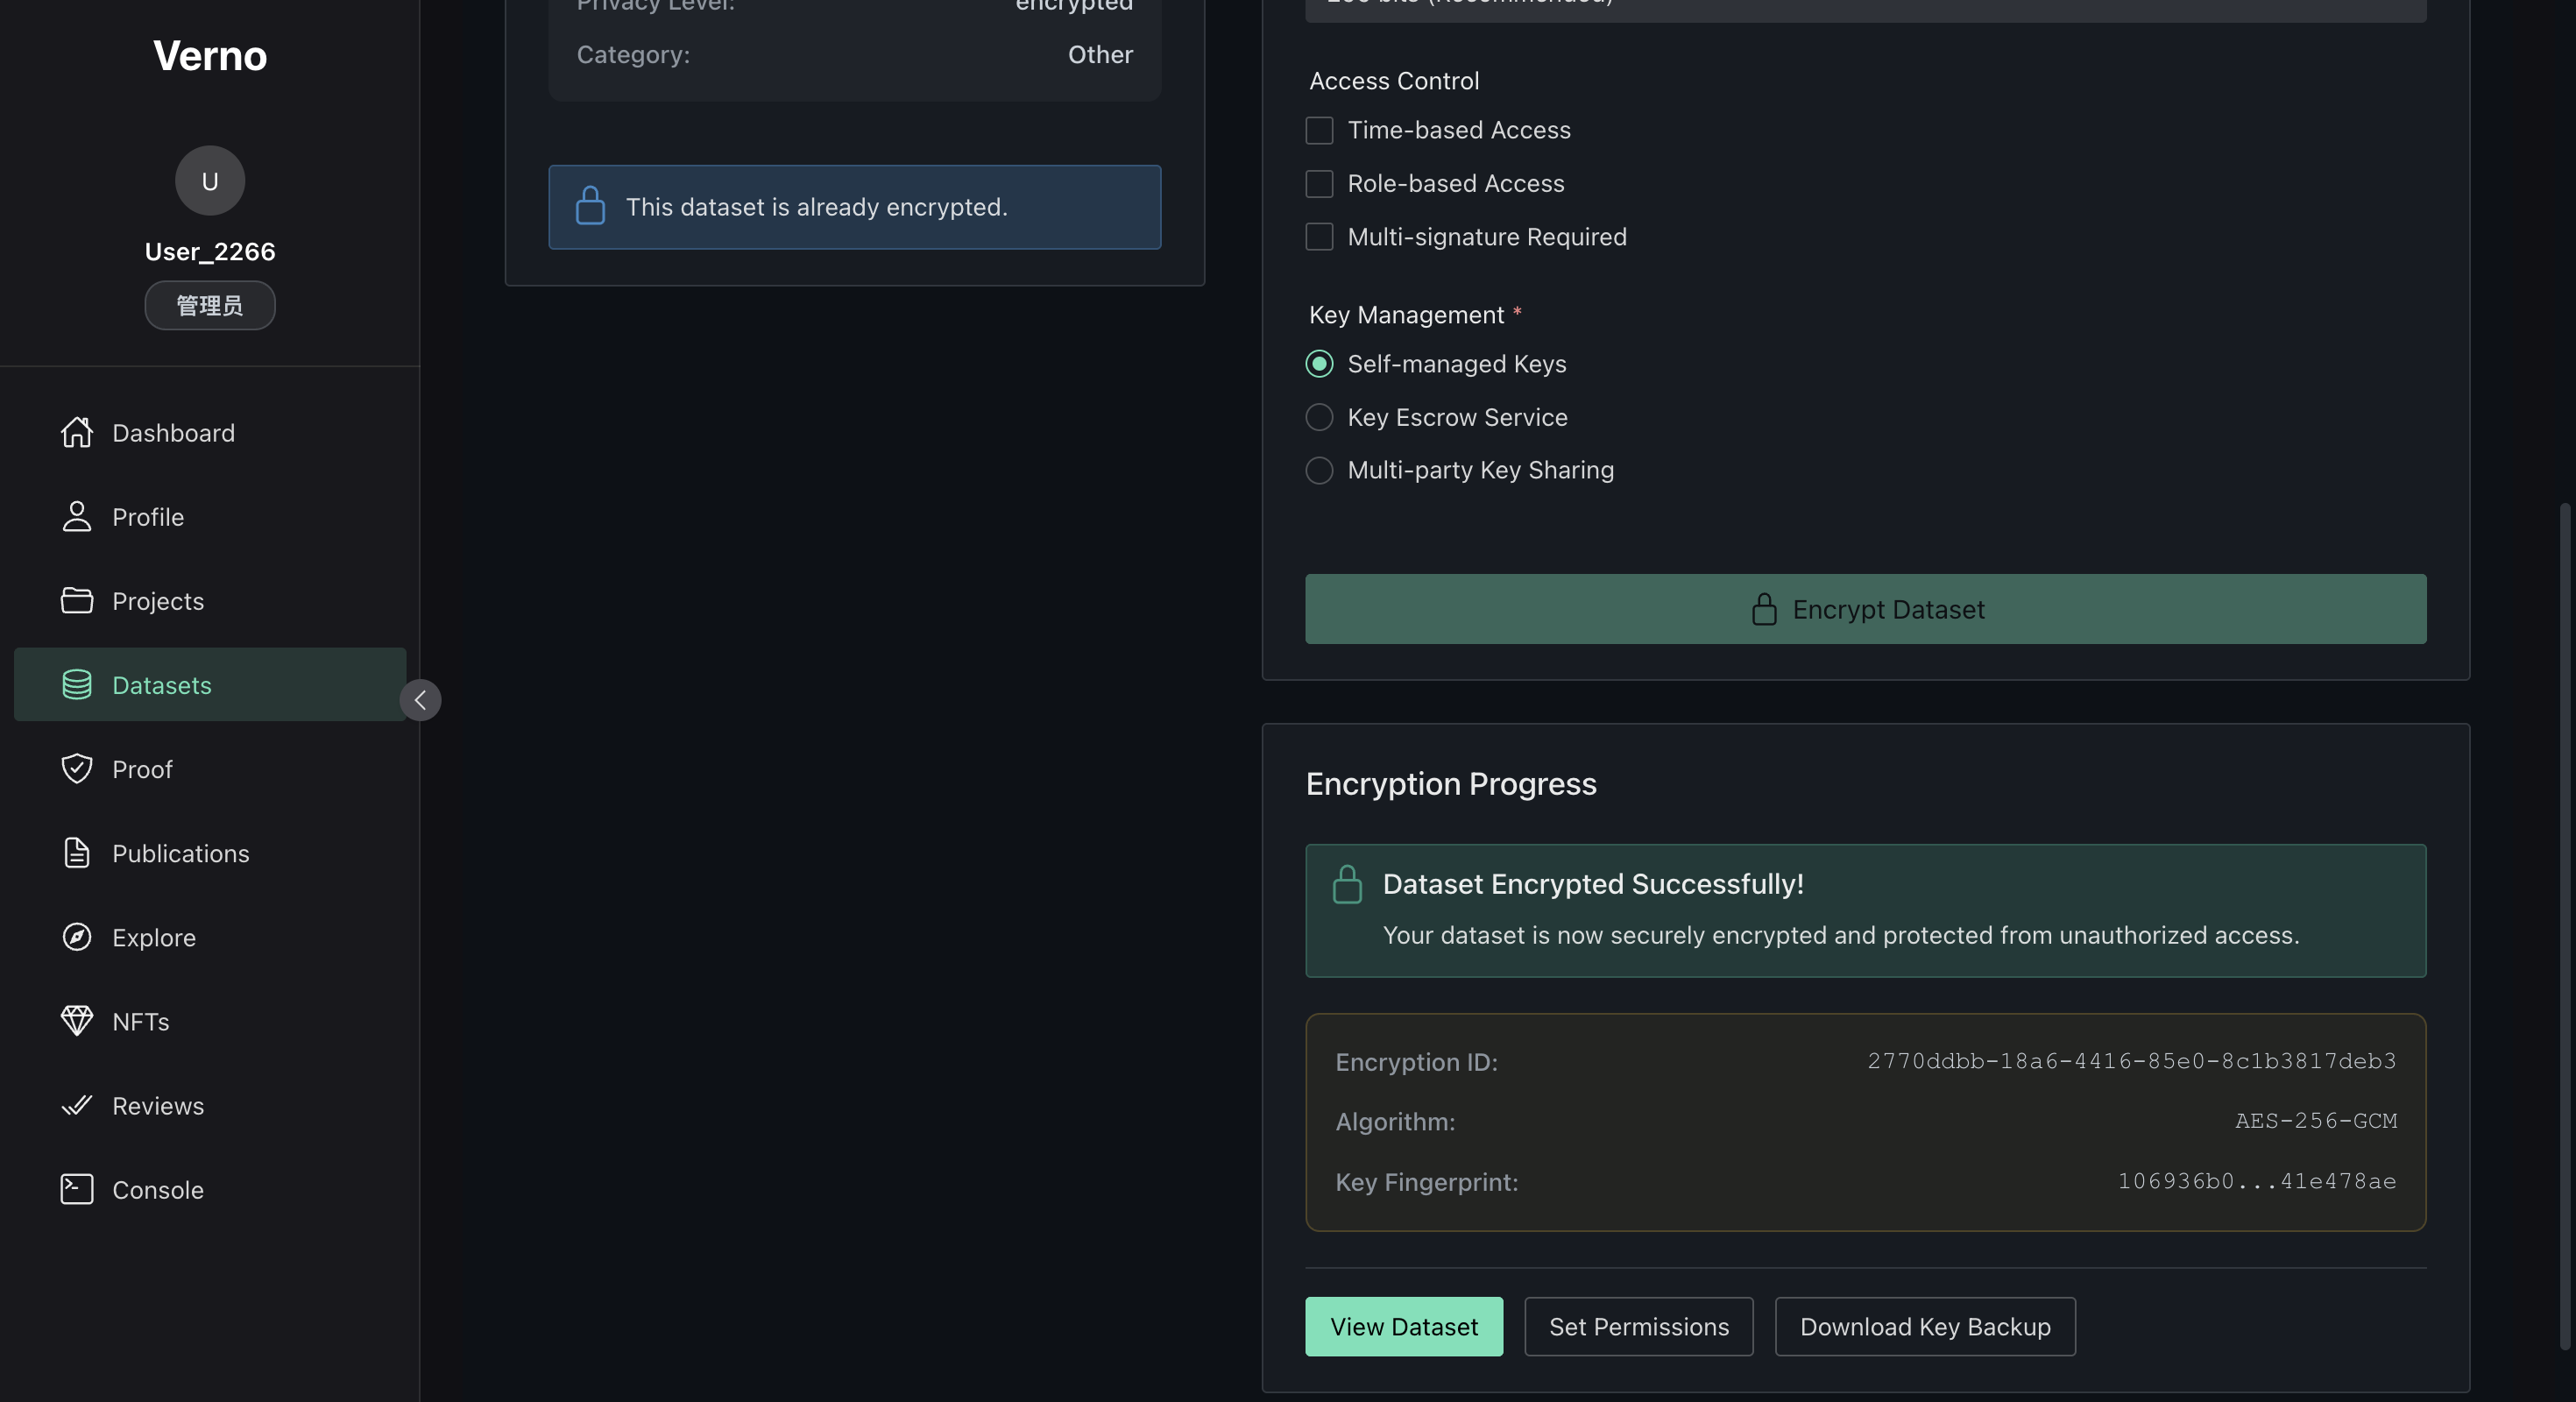 Verno
U
User_2266
管理员
Dashboard
Profile
Projects
Datasets
Proof
Publications
Explore
NFTs
Reviews
Console
Privacy Level: encrypted
Category: Other
This dataset is already encrypted.
256 bits (Recommended)
Access Control
Time-based Access
Role-based Access
Multi-signature Required
Key Management *
Self-managed Keys
Key Escrow Service
Multi-party Key Sharing
Encrypt Dataset
Encryption Progress
Dataset Encrypted Successfully!
Your dataset is now securely encrypted and protected from unauthorized access.
Encryption ID: 2770ddbb-18a6-4416-85e0-8c1b3817deb3
Algorithm: AES-256-GCM
Key Fingerprint: 106936b0...41e478ae
View Dataset
Set Permissions
Download Key Backup